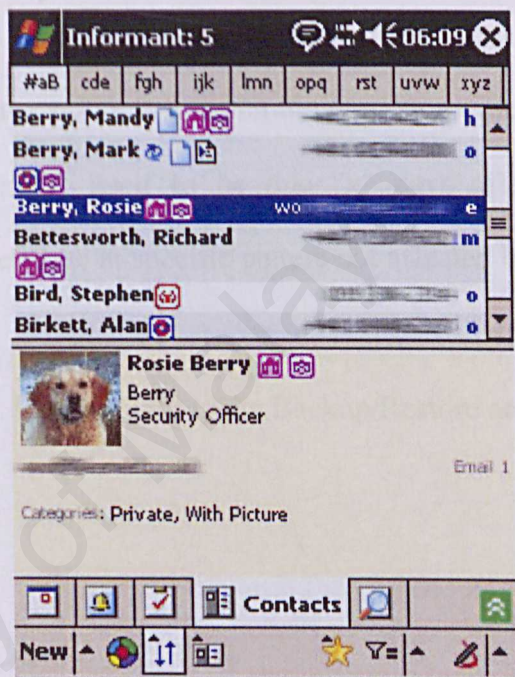 Informant: 5 06:09
#aB cde fgh ijk lmn opq rst uvw xyz
Berry, Mandy h
Berry, Mark o
Berry, Rosie wo e
Bettesworth, Richard m
Bird, Stephen o
Birkett, Alan o
Rosie Berry
Berry
Security Officer
Email 1
Categories: Private, With Picture
Contacts
New